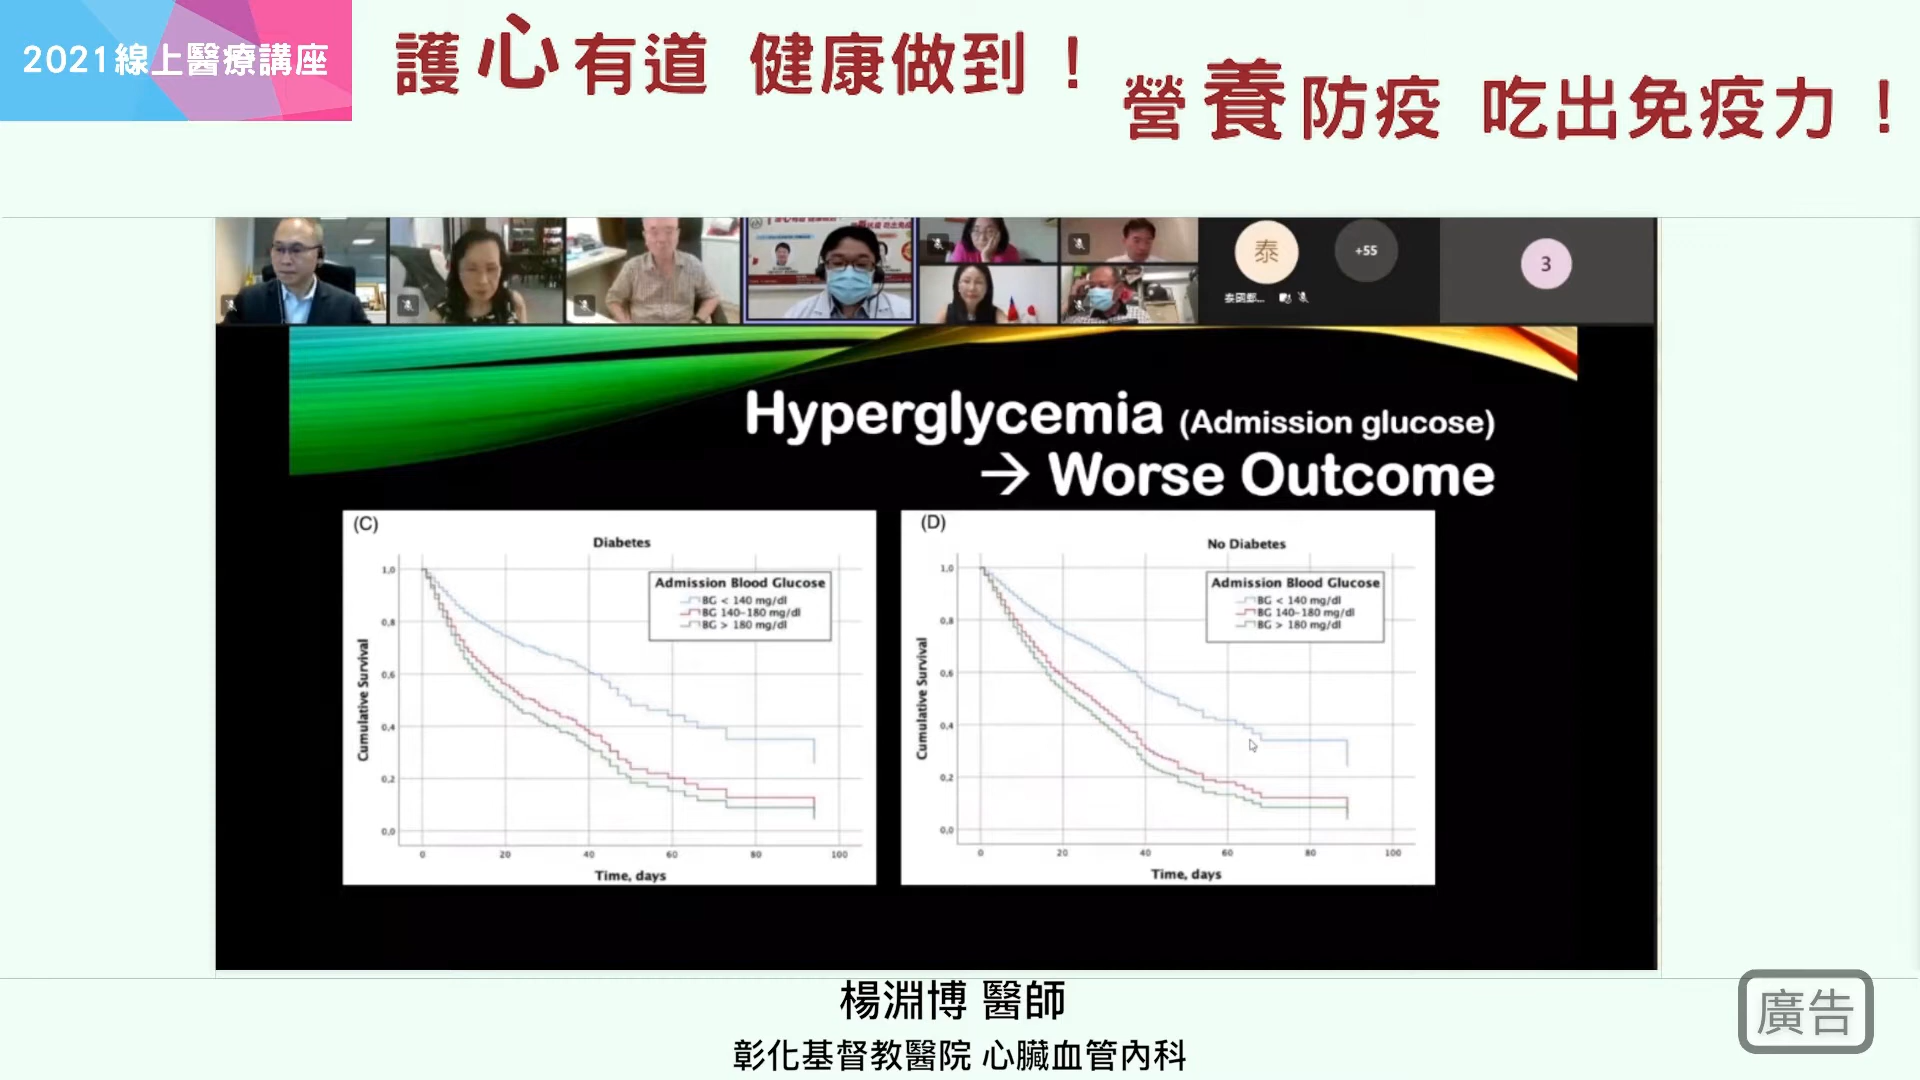 2021線上醫療講座
護心有道 健康做到！
營養防疫 吃出免疫力！
泰
+55
3
Hyperglycemia (Admission glucose)
→ Worse Outcome
(C)
Diabetes
Admission Blood Glucose
BG < 140 mg/dl
BG 140-180 mg/dl
BG > 180 mg/dl
Cumulative Survival
1,0
0,8
0,6
0,4
0,2
0,0
0 20 40 60 80 100
Time, days
(D)
No Diabetes
Admission Blood Glucose
BG < 140 mg/dl
BG 140-180 mg/dl
BG > 180 mg/dl
Cumulative Survival
1,0
0,8
0,6
0,4
0,2
0,0
0 20 40 60 80 100
Time, days
楊淵博 醫師
彰化基督教醫院 心臟血管內科
廣告